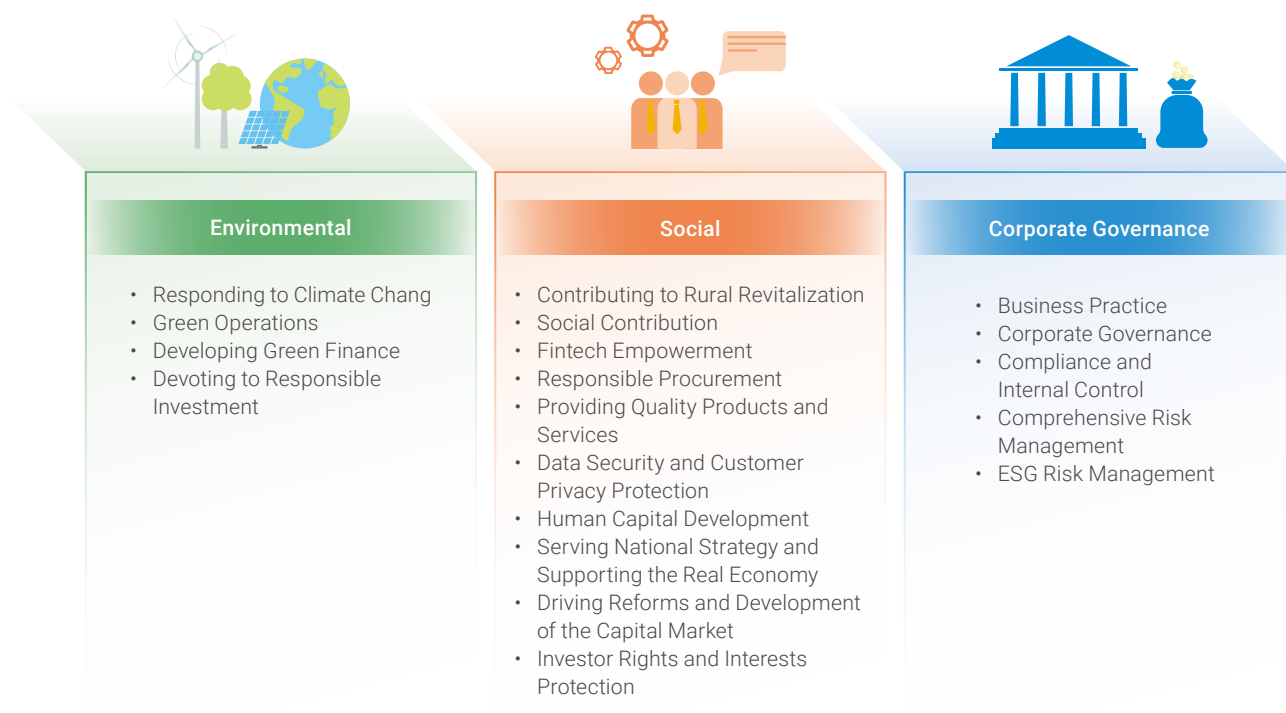 Environmental
• Responding to Climate Chang
• Green Operations
• Developing Green Finance
• Devoting to Responsible
Investment
Social
• Contributing to Rural Revitalization
• Social Contribution
• Fintech Empowerment
• Responsible Procurement
• Providing Quality Products and
Services
• Data Security and Customer
Privacy Protection
• Human Capital Development
• Serving National Strategy and
Supporting the Real Economy
• Driving Reforms and Development
of the Capital Market
• Investor Rights and Interests
Protection
Corporate Governance
• Business Practice
• Corporate Governance
• Compliance and
Internal Control
• Comprehensive Risk
Management
• ESG Risk Management